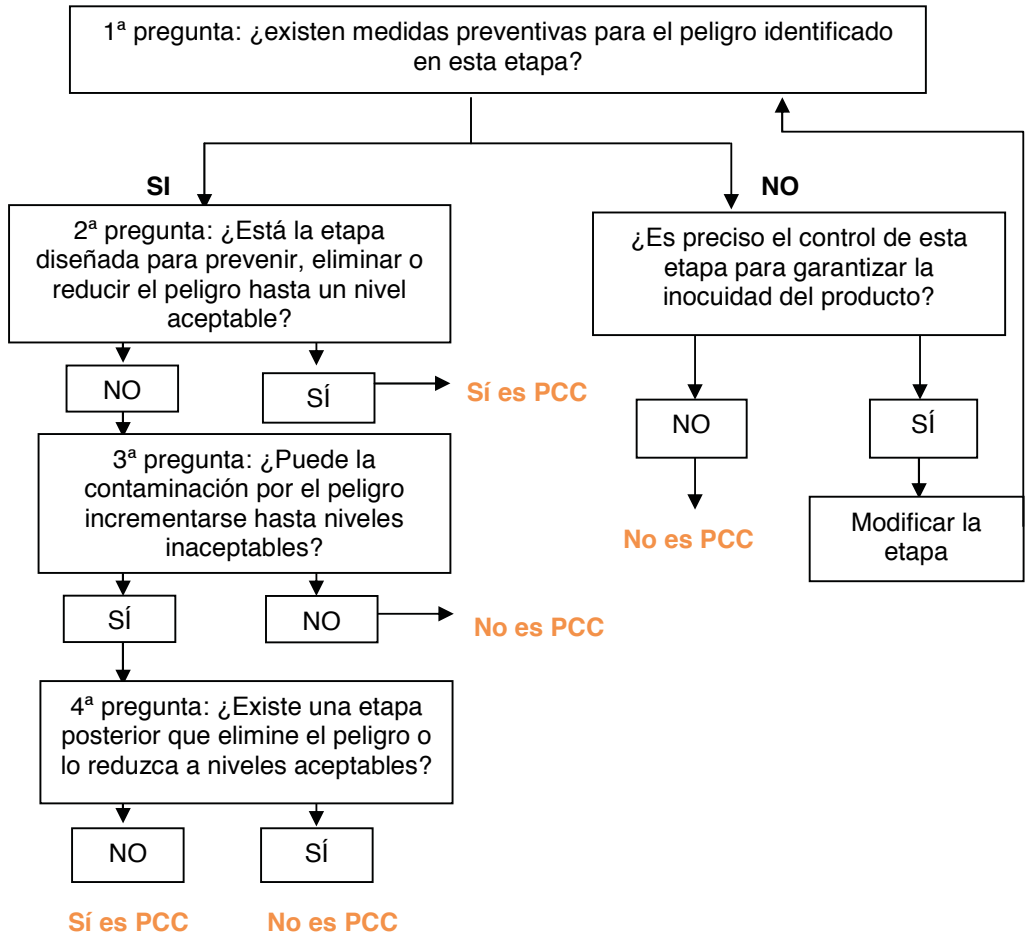 1ª pregunta: ¿existen medidas preventivas para el peligro identificado
en esta etapa?
SI
NO
2ª pregunta: ¿Está la etapa
diseñada para prevenir, eliminar o
reducir el peligro hasta un nivel
aceptable?
¿Es preciso el control de esta
etapa para garantizar la
inocuidad del producto?
NO
SÍ
Sí es PCC
NO
SÍ
3ª pregunta: ¿Puede la
contaminación por el peligro
incrementarse hasta niveles
inaceptables?
No es PCC
Modificar la
etapa
SÍ
NO
No es PCC
4ª pregunta: ¿Existe una etapa
posterior que elimine el peligro o
lo reduzca a niveles aceptables?
NO
SÍ
Sí es PCC
No es PCC